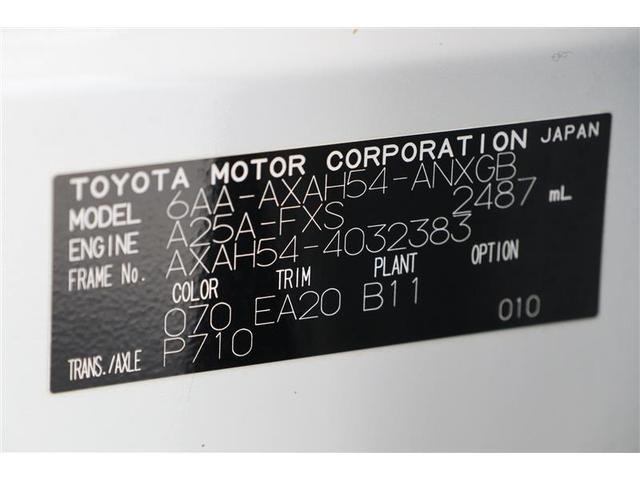 TOYOTA MOTOR CORPORATION JAPAN
MODEL 6AA-AXAH54-ANXGB
ENGINE A25A-FXS 2487 mL
FRAME No. AXAH54-4032383
COLOR TRIM PLANT OPTION
070 EA20 B11 010
TRANS./AXLE P710